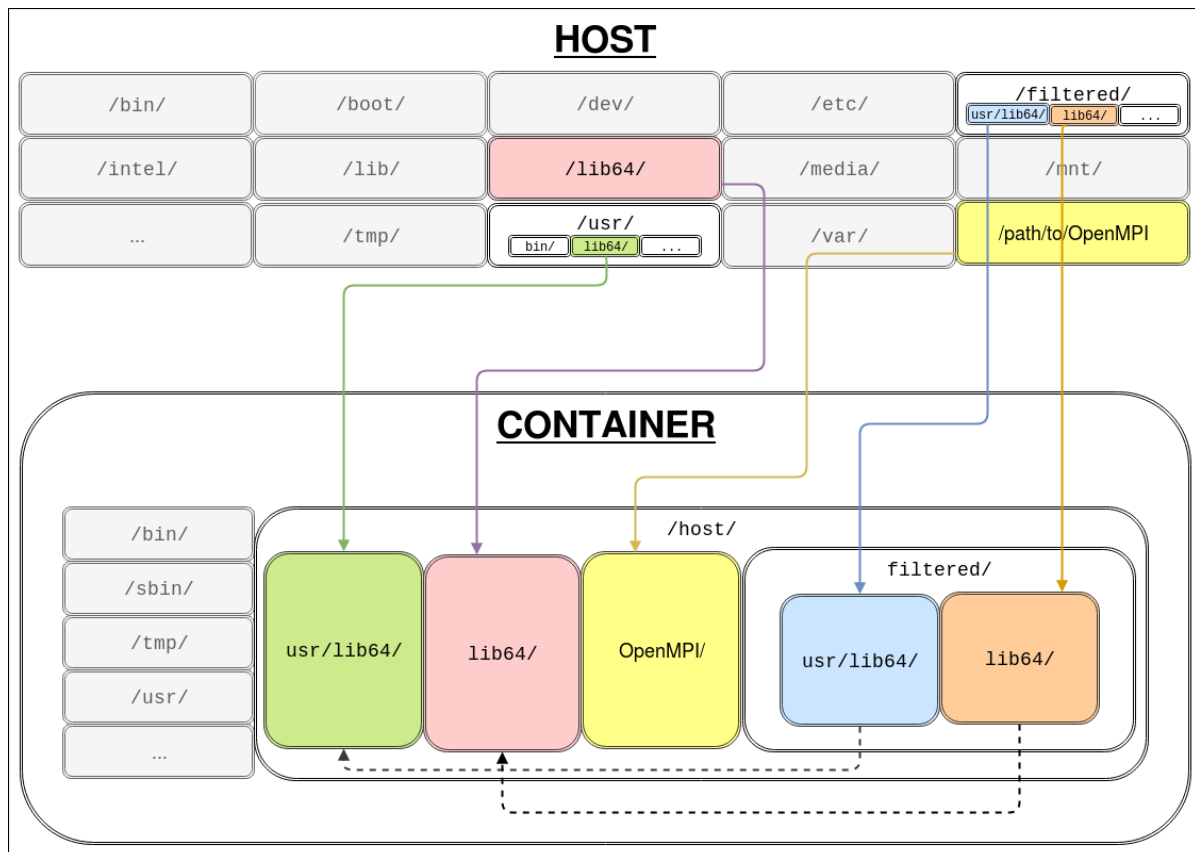 HOST
/bin/
/boot/
/dev/
/etc/
/filtered/
usr/lib64/
lib64/
...
/intel/
/lib/
/lib64/
/media/
/mnt/
...
/tmp/
/usr/
bin/
lib64/
...
/var/
/path/to/OpenMPI
CONTAINER
/bin/
/sbin/
/tmp/
/usr/
...
/host/
usr/lib64/
lib64/
OpenMPI/
filtered/
usr/lib64/
lib64/